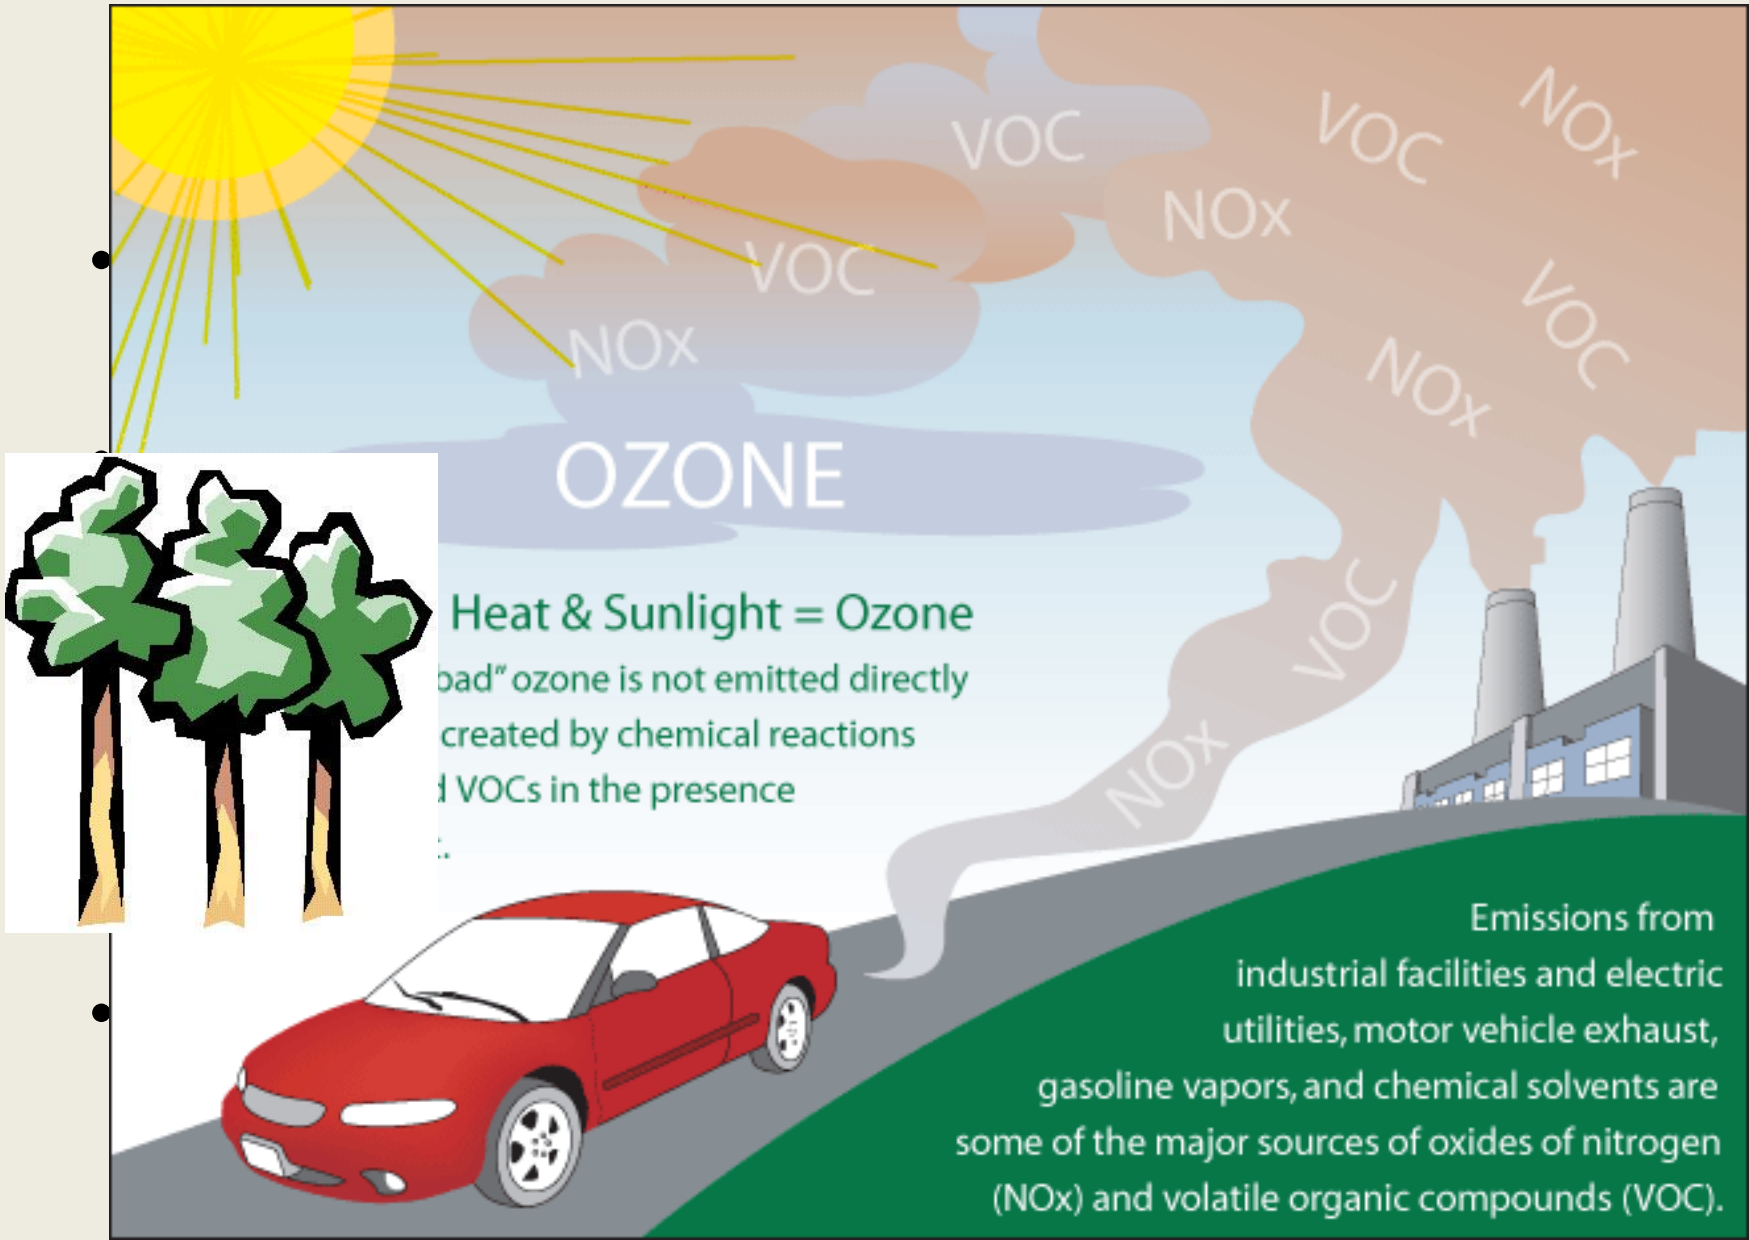 VOC
VOC
NOx
NOx
VOC
VOC
NOx
NOx
OZONE
VOC
NOx
Heat & Sunlight = Ozone
bad" ozone is not emitted directly
created by chemical reactions
VOCs in the presence
Emissions from
industrial facilities and electric
utilities, motor vehicle exhaust,
gasoline vapors, and chemical solvents are
some of the major sources of oxides of nitrogen
(NOx) and volatile organic compounds (VOC).